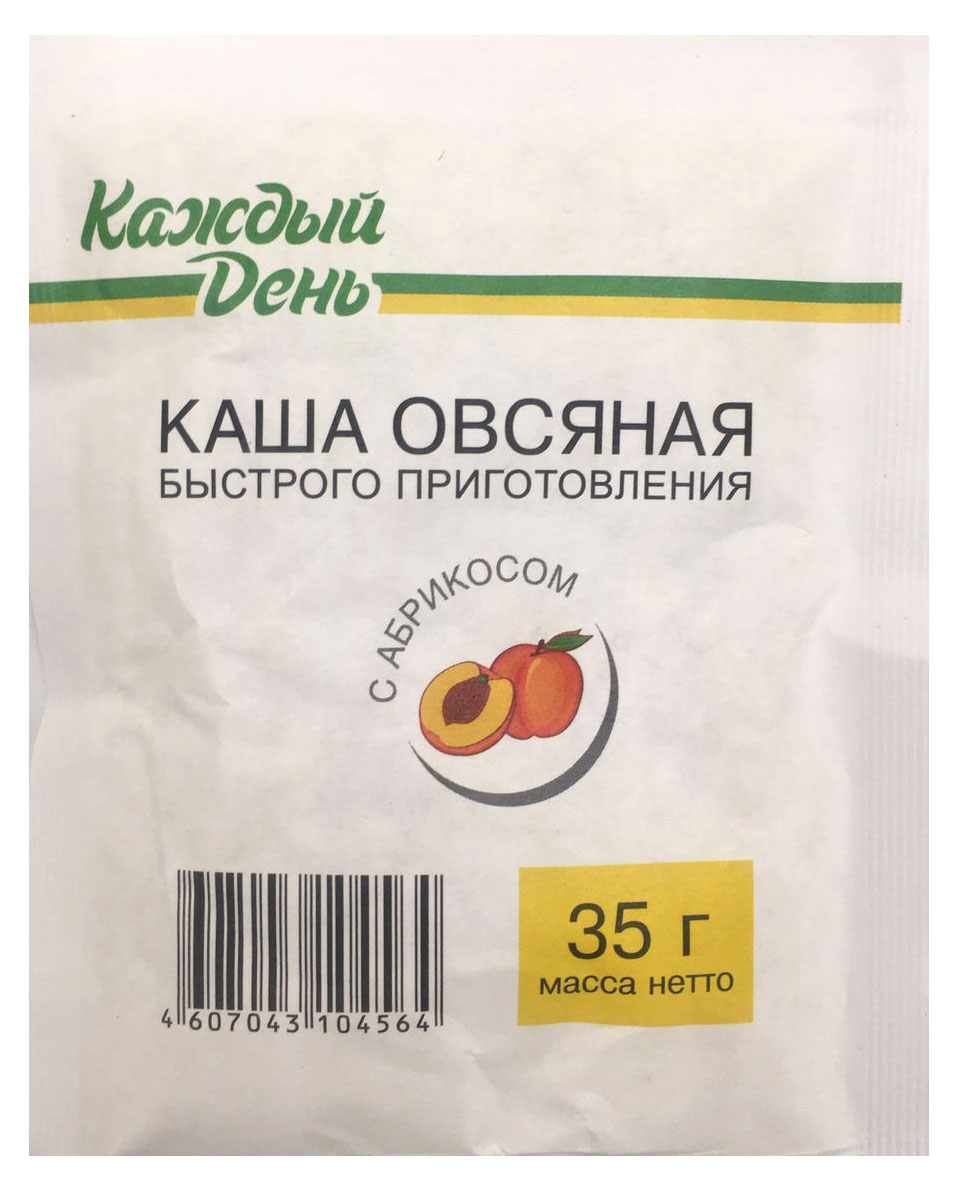 Каждый
День
КАША ОВСЯНАЯ
БЫСТРОГО ПРИГОТОВЛЕНИЯ
С АБРИКОСОМ
35 г
масса нетто
4 607043 104564